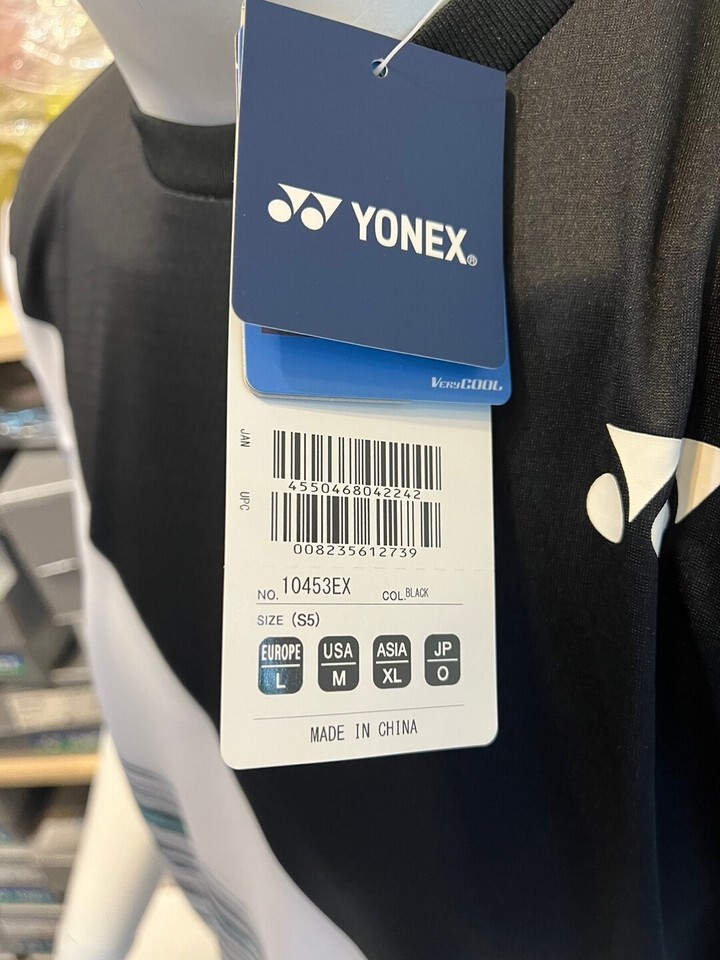 YONEX®
VERYCOOL
JAN
4550468042242
UPC
008235612739
NO. 10453EX COL. BLACK
SIZE (S5)
EUROPE USA ASIA JP
L M XL O
MADE IN CHINA